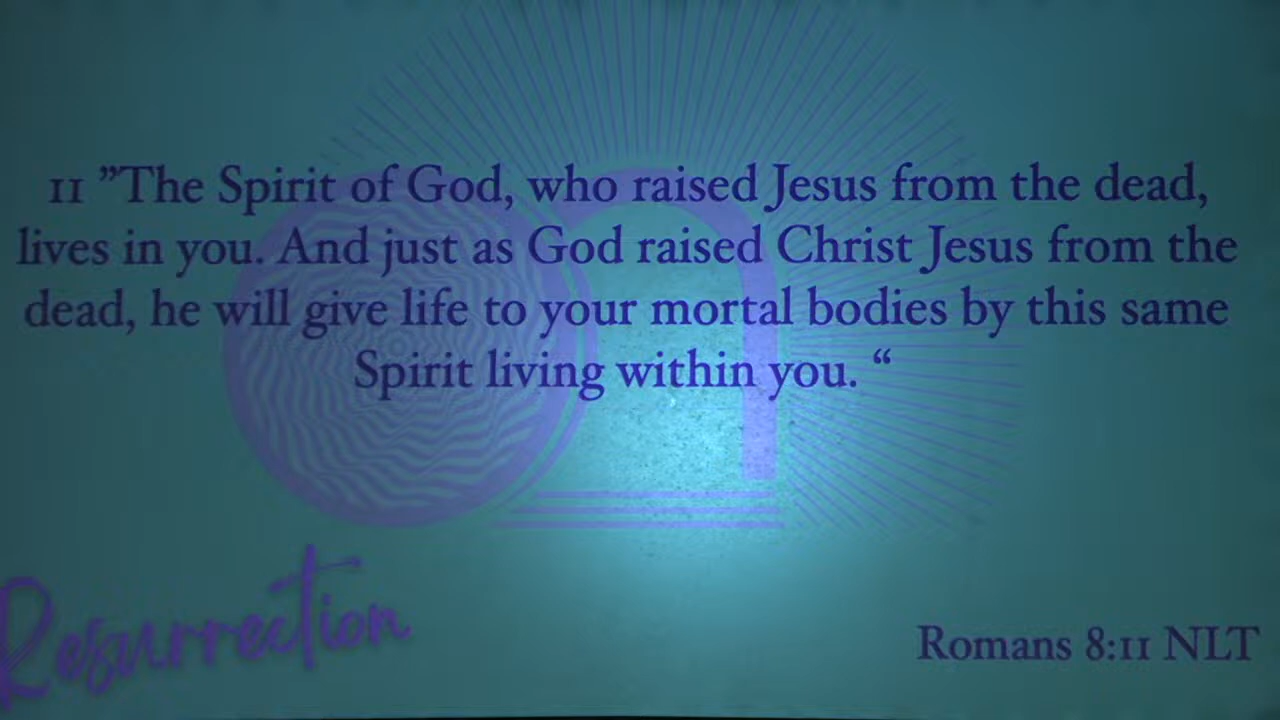 11 ”The Spirit of God, who raised Jesus from the dead,
lives in you. And just as God raised Christ Jesus from the
dead, he will give life to your mortal bodies by this same
Spirit living within you. “
Resurrection
Romans 8:11 NLT